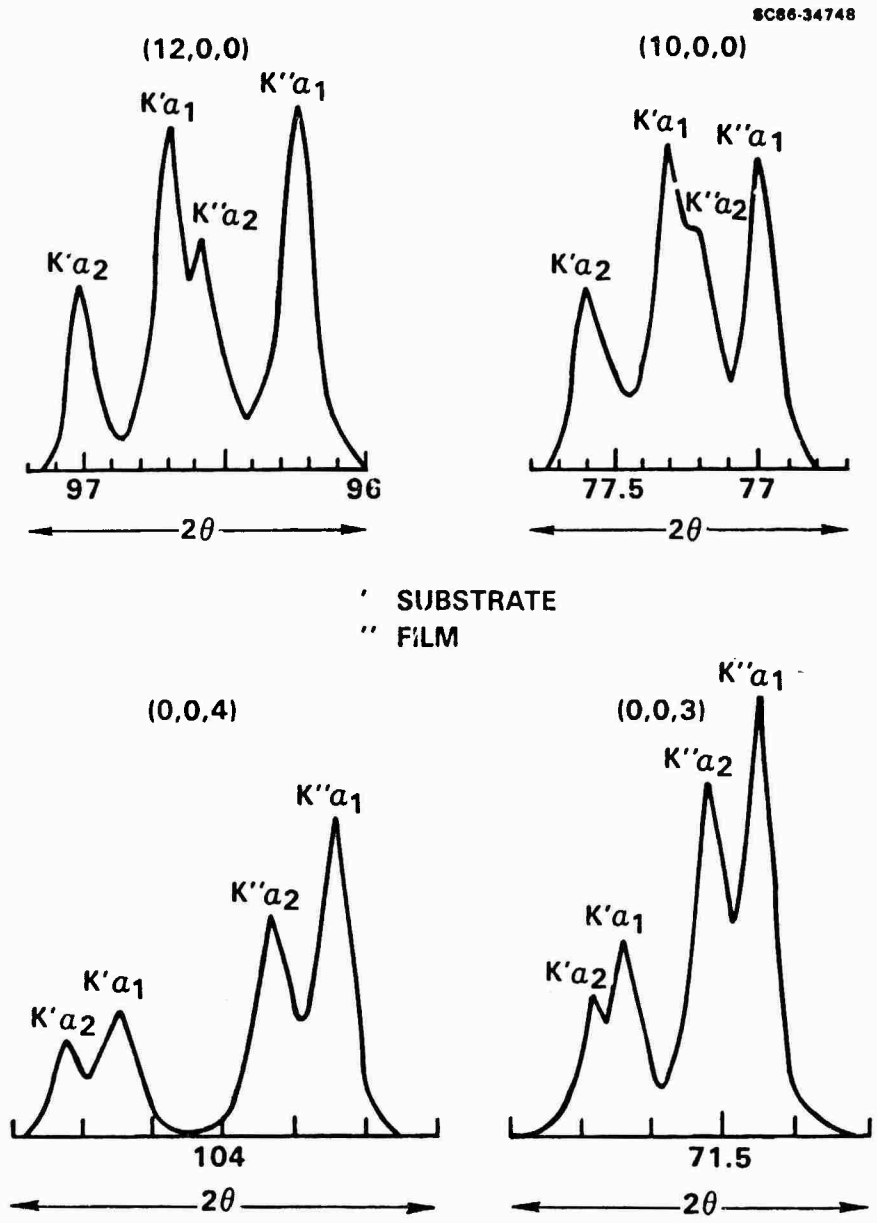 SC86-34748
(12,0,0)
K'α1
K''α1
K''α2
K'α2
97
96
2θ
(10,0,0)
K'α1
K''α1
K''α2
K'α2
77.5
77
2θ
' SUBSTRATE
'' FILM
(0,0,4)
K''α1
K''α2
K'α1
K'α2
104
2θ
(0,0,3)
K''α1
K''α2
K'α1
K'α2
71.5
2θ